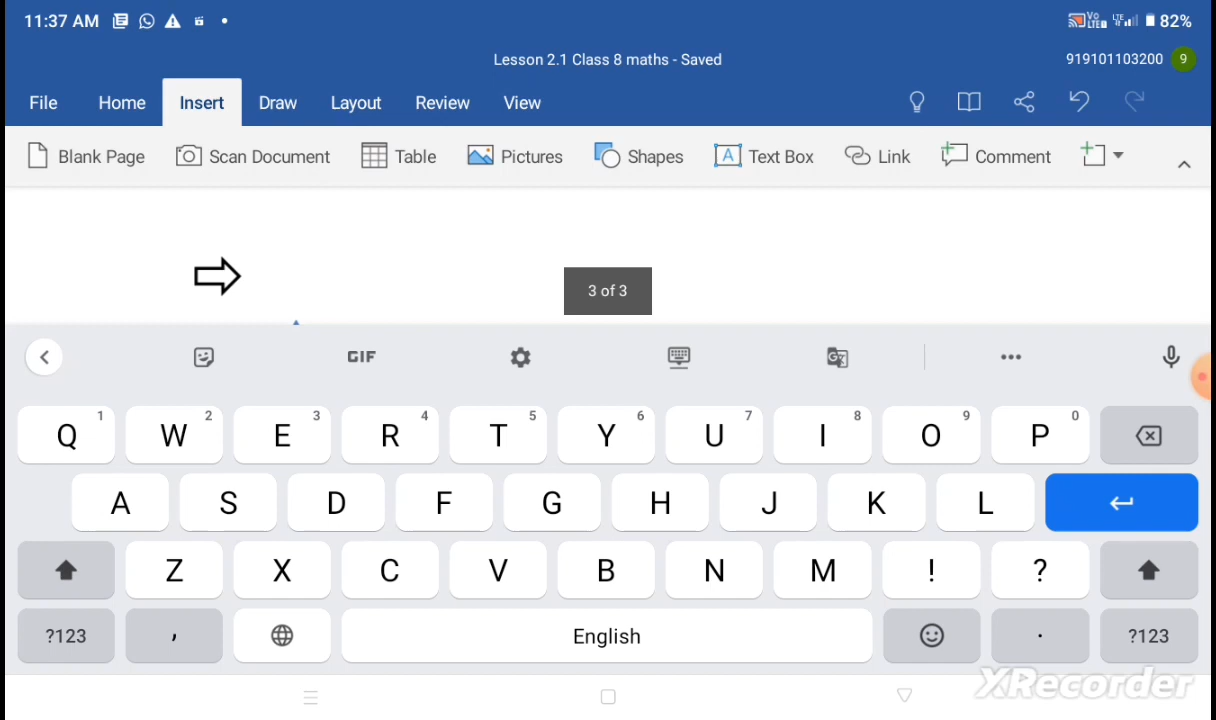 11:37 AM 82%
Lesson 2.1 Class 8 maths - Saved 919101103200 9
File Home Insert Draw Layout Review View
Blank Page Scan Document Table Pictures Shapes A Text Box Link Comment
3 of 3
GIF
Q 1 W 2 E 3 R 4 T 5 Y 6 U 7 I 8 O 9 P 0
A S D F G H J K L
Z X C V B N M ! ?
?123 , English . ?123
XRecorder